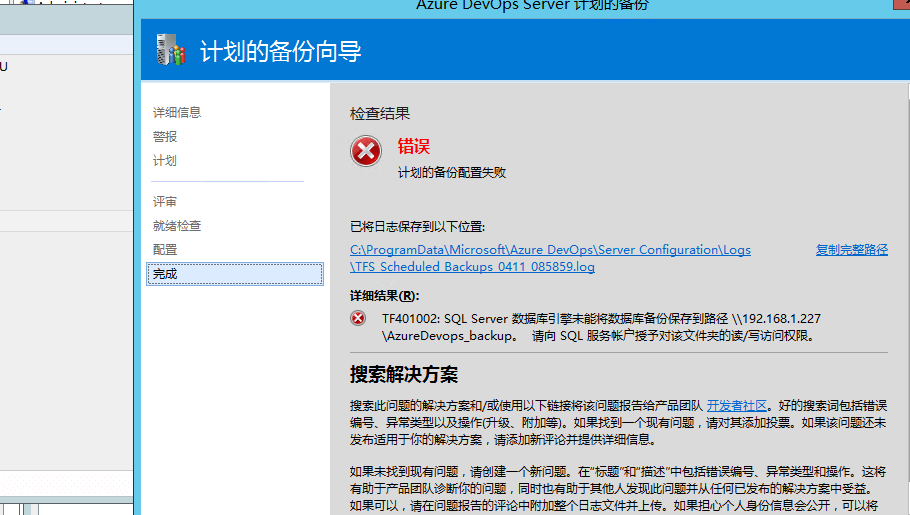 Azure DevOps Server 计划的备份
计划的备份向导
U
详细信息
警报
计划
评审
就绪检查
配置
完成
检查结果
错误
计划的备份配置失败
已将日志保存到以下位置:
C:\ProgramData\Microsoft\Azure DevOps\Server Configuration\Logs
\TFS_Scheduled Backups_0411_085859.log
复制完整路径
详细结果(R):
TF401002: SQL Server 数据库引擎未能将数据库备份保存到路径 \\192.168.1.227
\AzureDevops_backup。 请向 SQL 服务帐户授予对该文件夹的读/写访问权限。
搜索解决方案
搜索此问题的解决方案和/或使用以下链接将该问题报告给产品团队 开发者社区。好的搜索词包括错误
编号、异常类型以及操作(升级、附加等)。如果找到一个现有问题，请对其添加投票。如果该问题还未
发布适用于你的解决方案，请添加新评论并提供详细信息。
如果未找到现有问题，请创建一个新问题。在“标题”和“描述”中包括错误编号、异常类型和操作。这将
有助于产品团队诊断你的问题，同时也有助于其他人发现此问题并从任何已发布的解决方案中受益。
如果可以，请在问题报告的评论中附加整个日志文件并上传。如果担心个人身份信息会公开，可以将